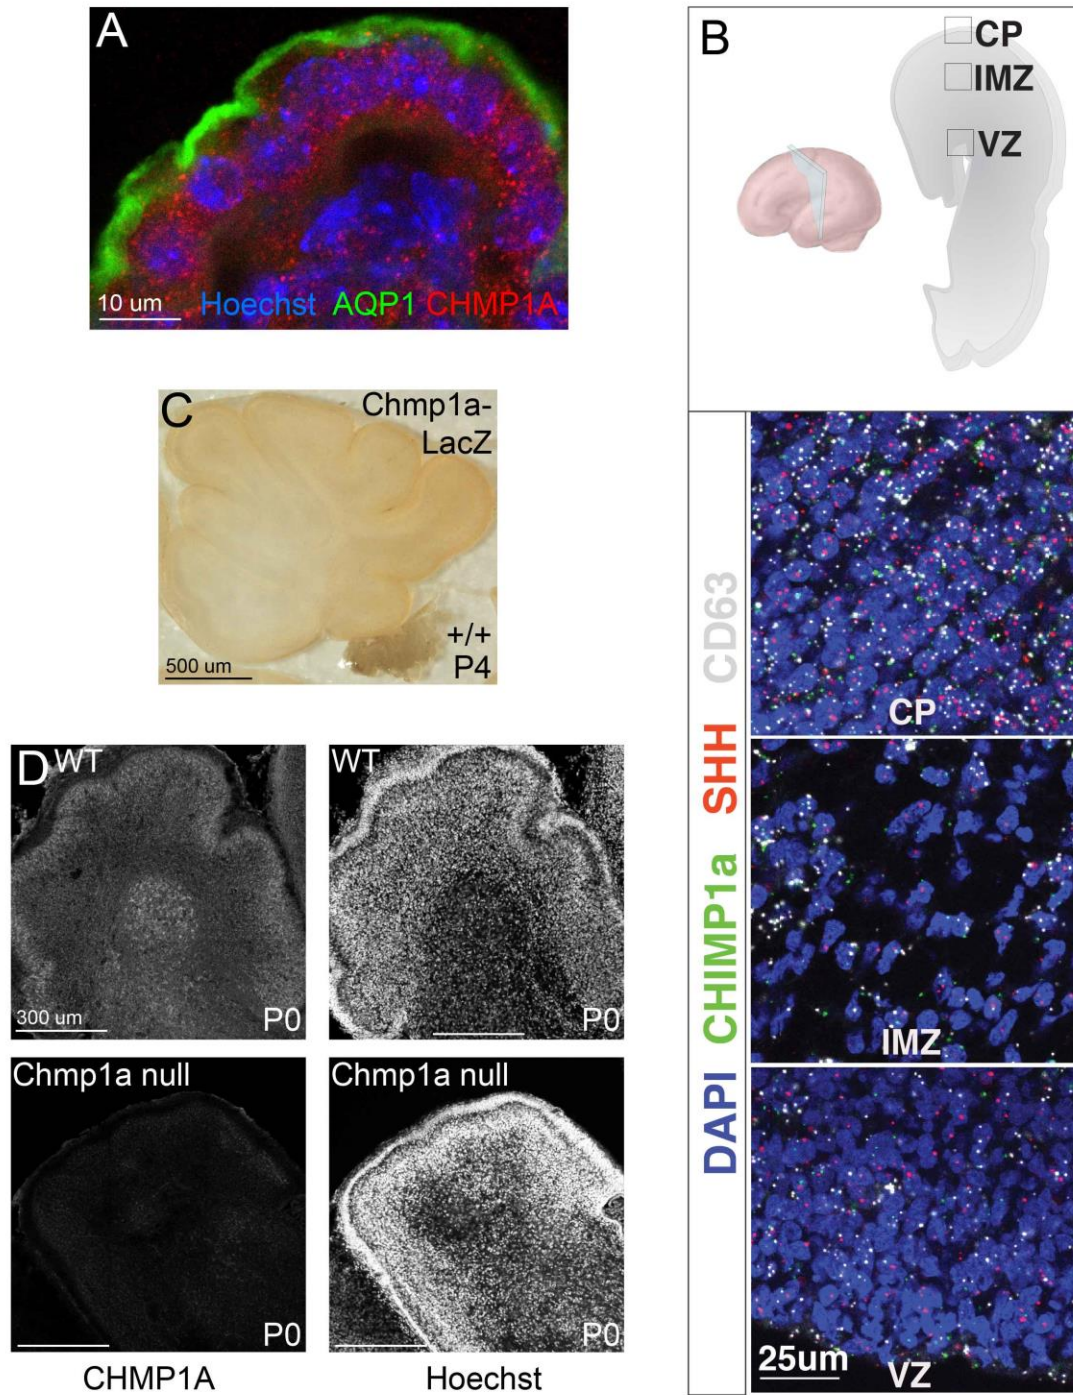 A
10 um
Hoechst AQP1 CHMP1A
B
CP
IMZ
VZ
C
Chmp1a-
LacZ
+/+
P4
500 um
D
WT
300 um
P0
WT
P0
Chmp1a null
P0
Chmp1a null
P0
CHMP1A
Hoechst
DAPI CHIMP1a SHH CD63
CP
IMZ
25um
VZ